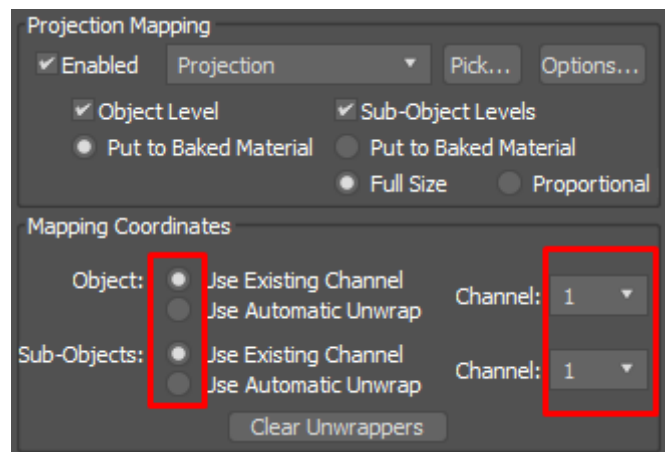 Projection Mapping
Enabled Projection Pick... Options...
Object Level Sub-Object Levels
Put to Baked Material Put to Baked Material
Full Size Proportional
Mapping Coordinates
Object: Use Existing Channel
Channel: 1
Use Automatic Unwrap
Sub-Objects: Use Existing Channel
Channel: 1
Use Automatic Unwrap
Clear Unwrappers